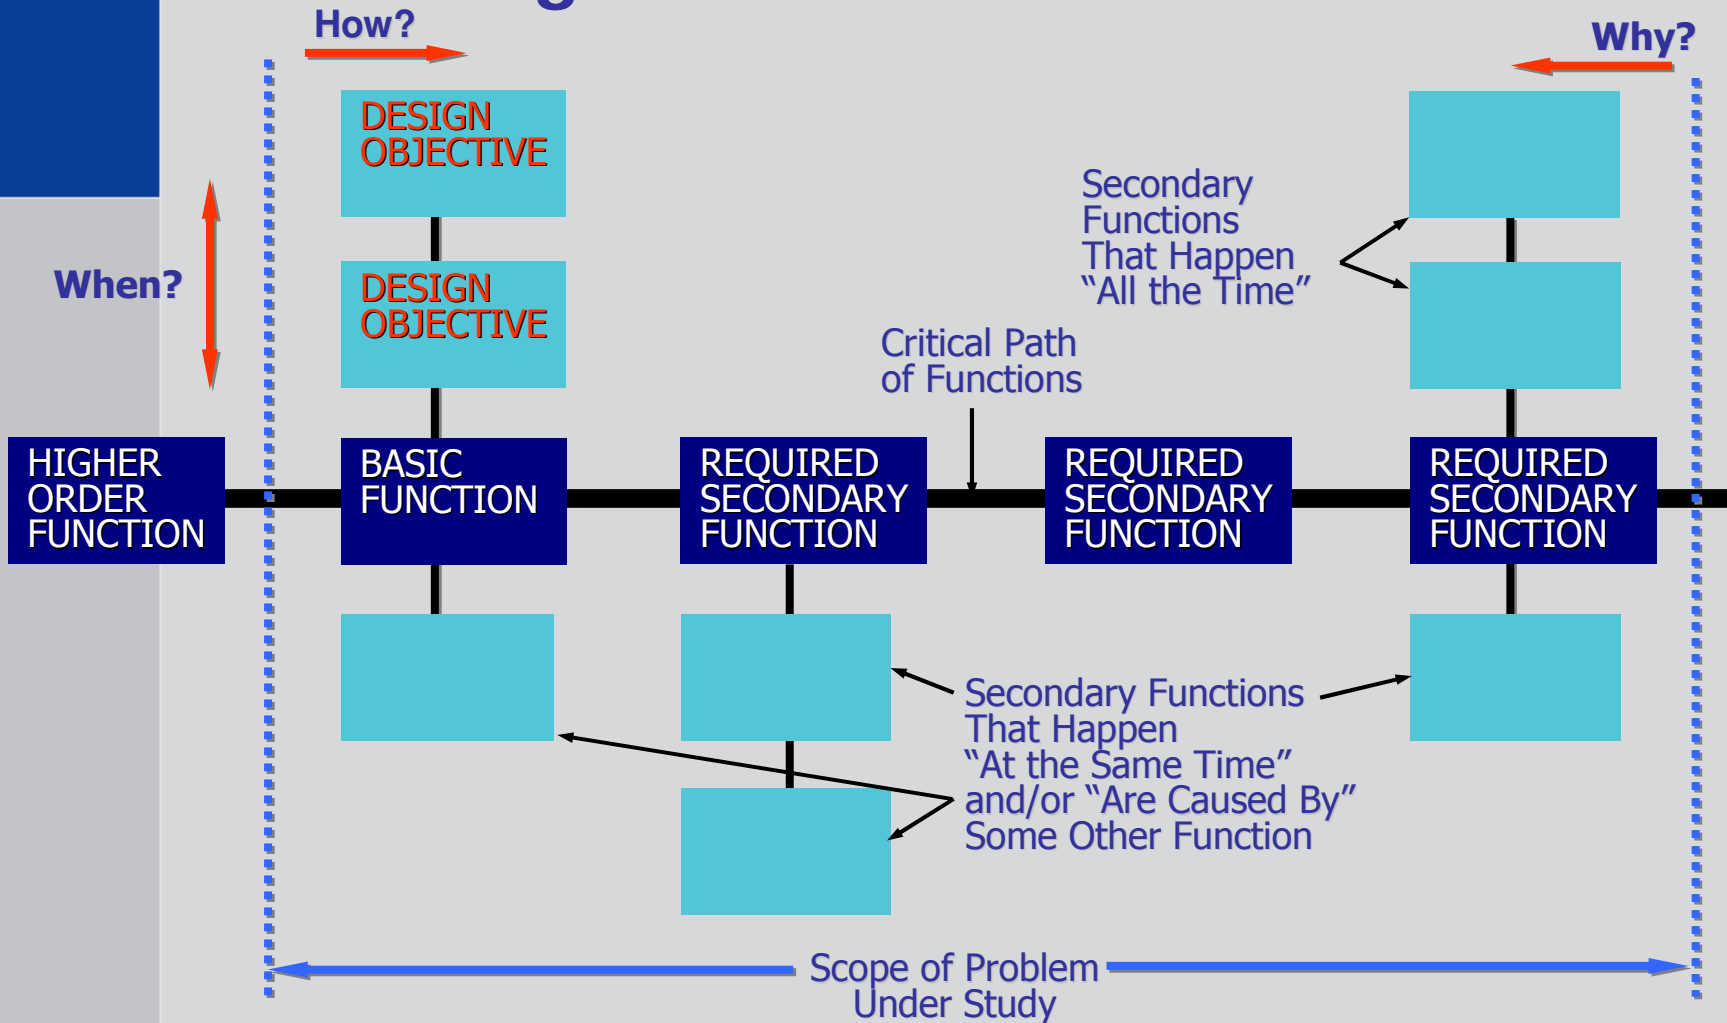 How?
Why?
DESIGN
OBJECTIVE
Secondary
Functions
That Happen
“All the Time”
When?
DESIGN
OBJECTIVE
Critical Path
of Functions
HIGHER
ORDER
FUNCTION
BASIC
FUNCTION
REQUIRED
SECONDARY
FUNCTION
REQUIRED
SECONDARY
FUNCTION
REQUIRED
SECONDARY
FUNCTION
Secondary Functions
That Happen
“At the Same Time”
and/or “Are Caused By”
Some Other Function
Scope of Problem
Under Study